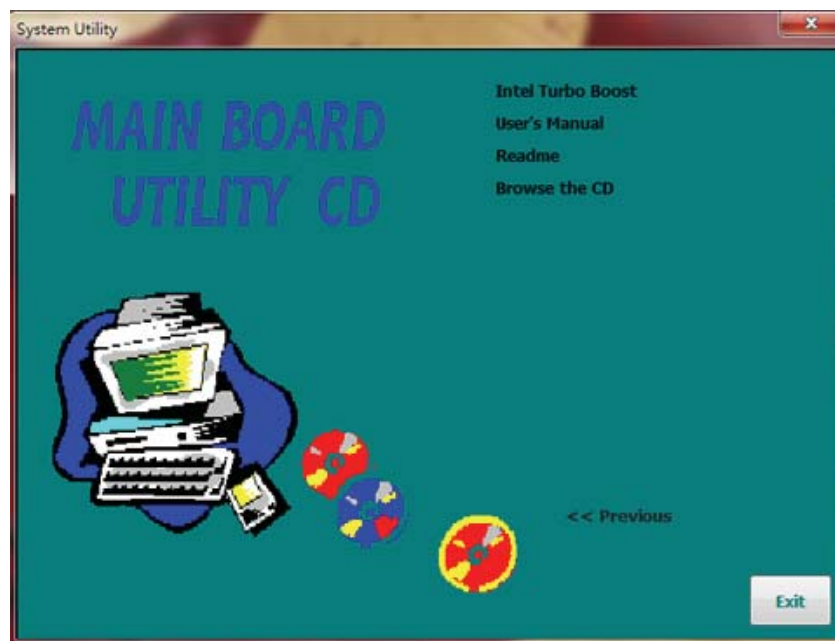 System Utility
MAIN BOARD
UTILITY CD
Intel Turbo Boost
User's Manual
Readme
Browse the CD
<< Previous
Exit